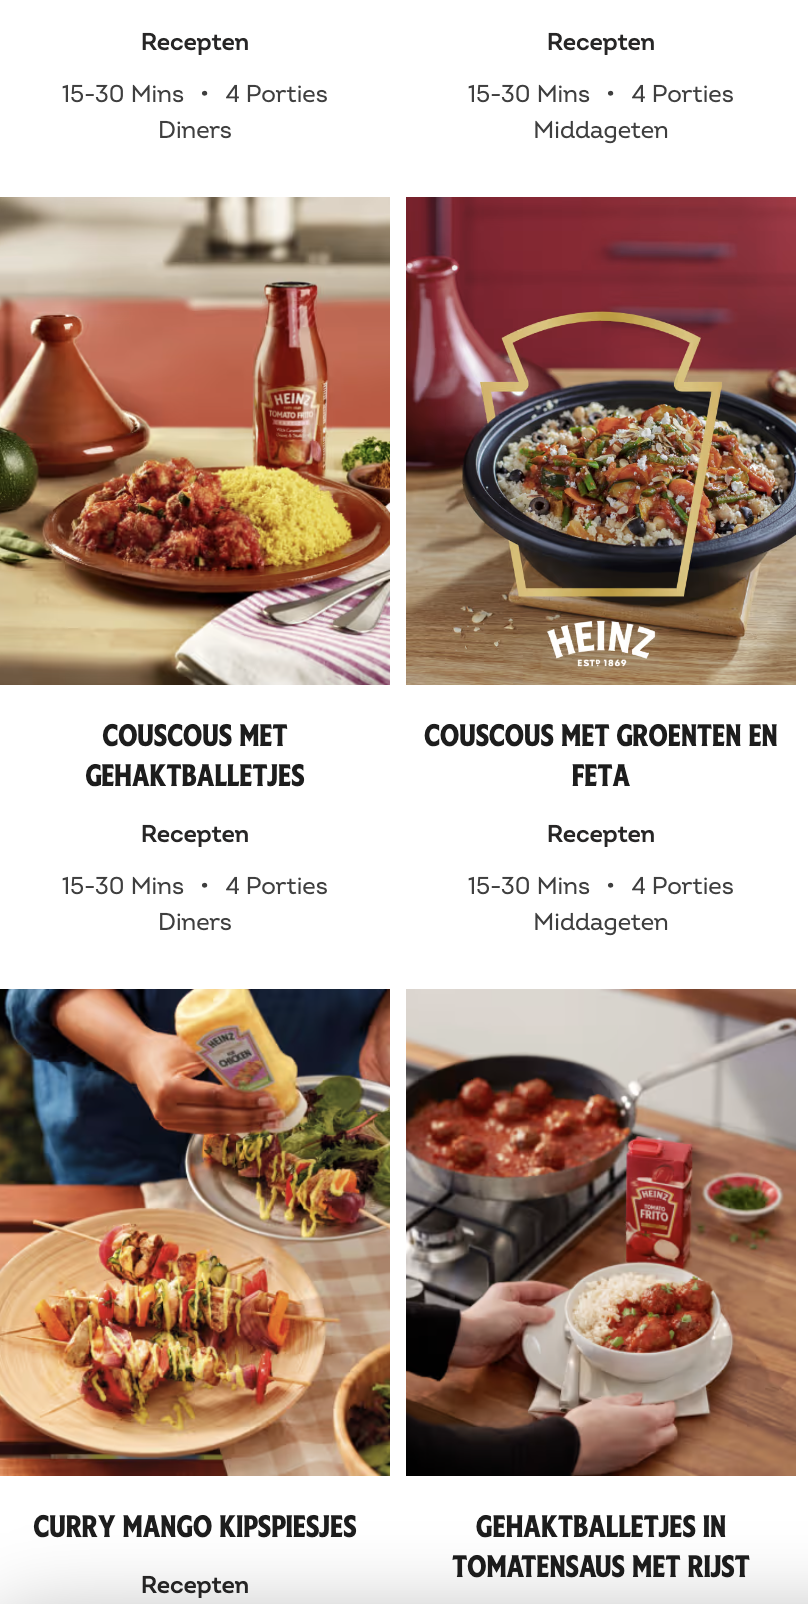 Recepten
15-30 Mins • 4 Porties
Diners
Recepten
15-30 Mins • 4 Porties
Middageten
HEINZ
TOMATO FRITO
HEINZ
ESTD 1869
COUSCOUS MET
GEHAKTBALLETJES
Recepten
15-30 Mins • 4 Porties
Diners
COUSCOUS MET GROENTEN EN
FETA
Recepten
15-30 Mins • 4 Porties
Middageten
HEINZ
CHICKEN
HEINZ
TOMATO
FRITO
CURRY MANGO KIPSPIESJES
Recepten
GEHAKTBALLETJES IN
TOMATENSAUS MET RIJST